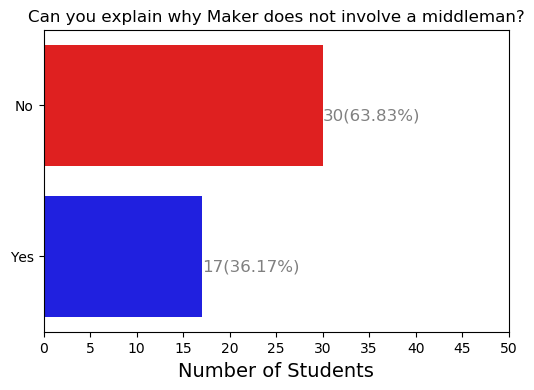 Can you explain why Maker does not involve a middleman?
No
30(63.83%)
Yes
17(36.17%)
0 5 10 15 20 25 30 35 40 45 50
Number of Students